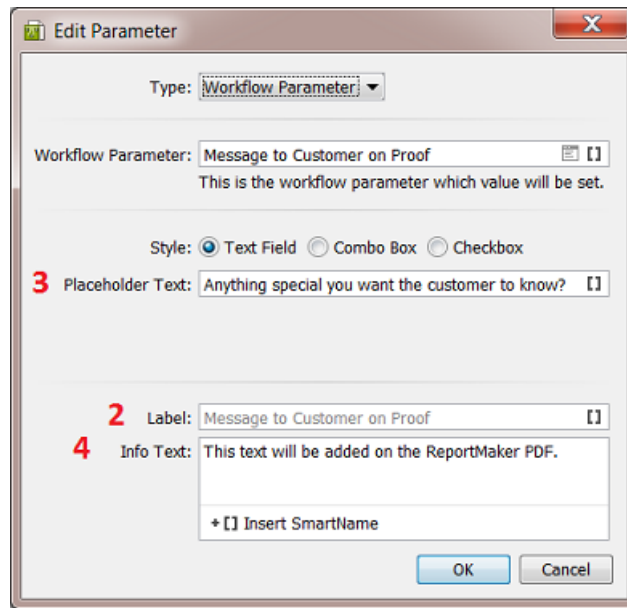 Edit Parameter
Type: Workflow Parameter
Workflow Parameter: Message to Customer on Proof []
This is the workflow parameter which value will be set.
Style: Text Field Combo Box Checkbox
3 Placeholder Text: Anything special you want the customer to know? []
2 Label: Message to Customer on Proof []
4 Info Text: This text will be added on the ReportMaker PDF.
+ [] Insert SmartName
OK Cancel